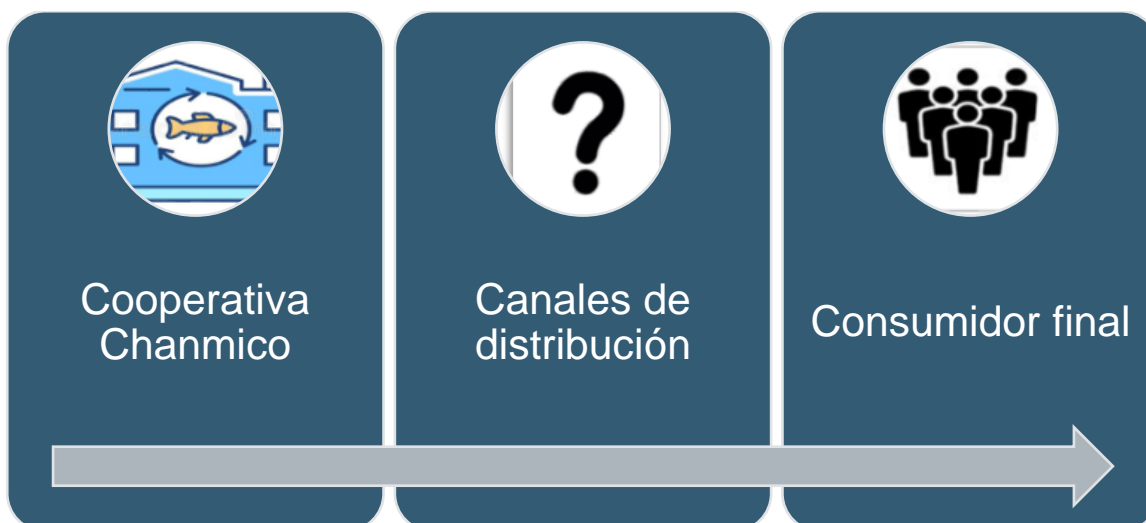 Cooperativa
Chanmico
Canales de
distribución
Consumidor final